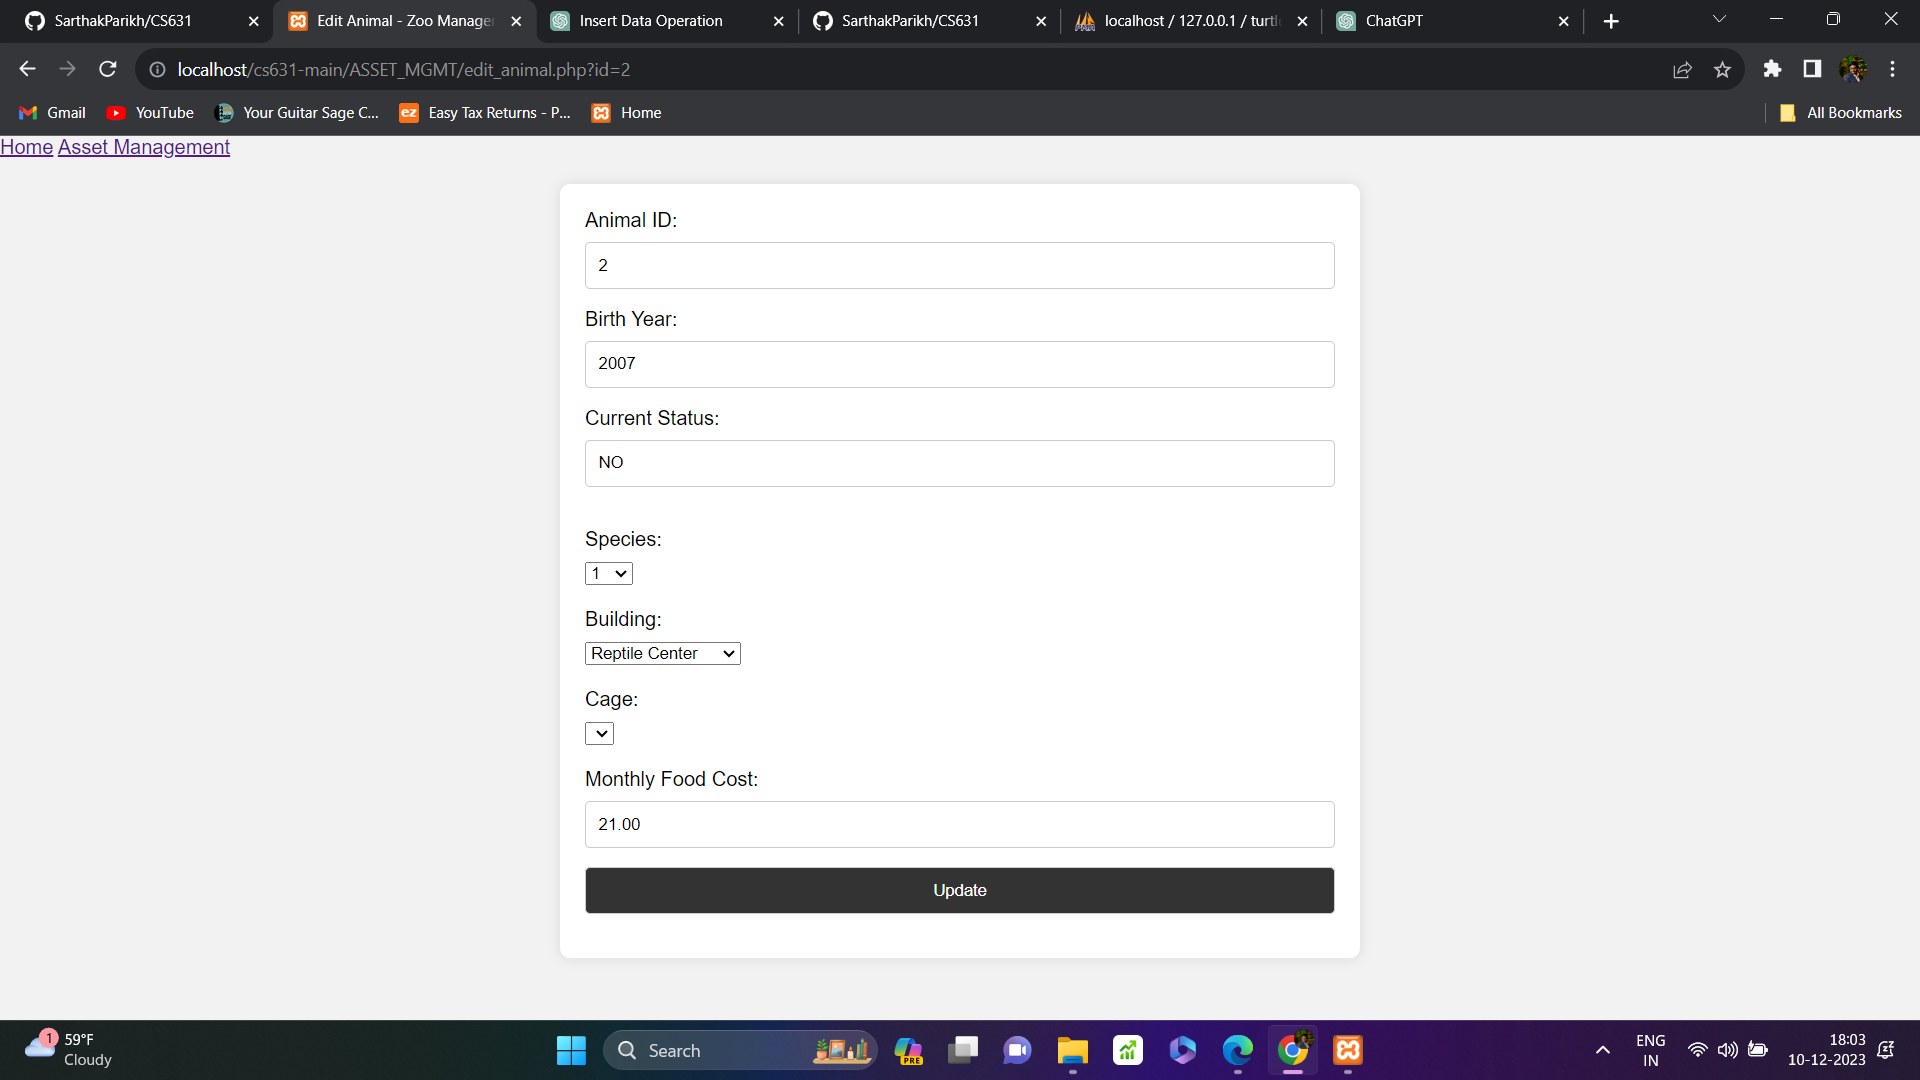 SarthakParikh/CS631
Edit Animal - Zoo Manager
Insert Data Operation
SarthakParikh/CS631
localhost / 127.0.0.1 / turtl
ChatGPT
localhost/cs631-main/ASSET_MGMT/edit_animal.php?id=2
Gmail
YouTube
Your Guitar Sage C...
ez
Easy Tax Returns - P...
Home
All Bookmarks
Home Asset Management
Animal ID:
2
Birth Year:
2007
Current Status:
NO
Species:
1
Building:
Reptile Center
Cage:
Monthly Food Cost:
21.00
Update
1
59°F
Cloudy
Search
PRE
ENG
IN
18:03
10-12-2023